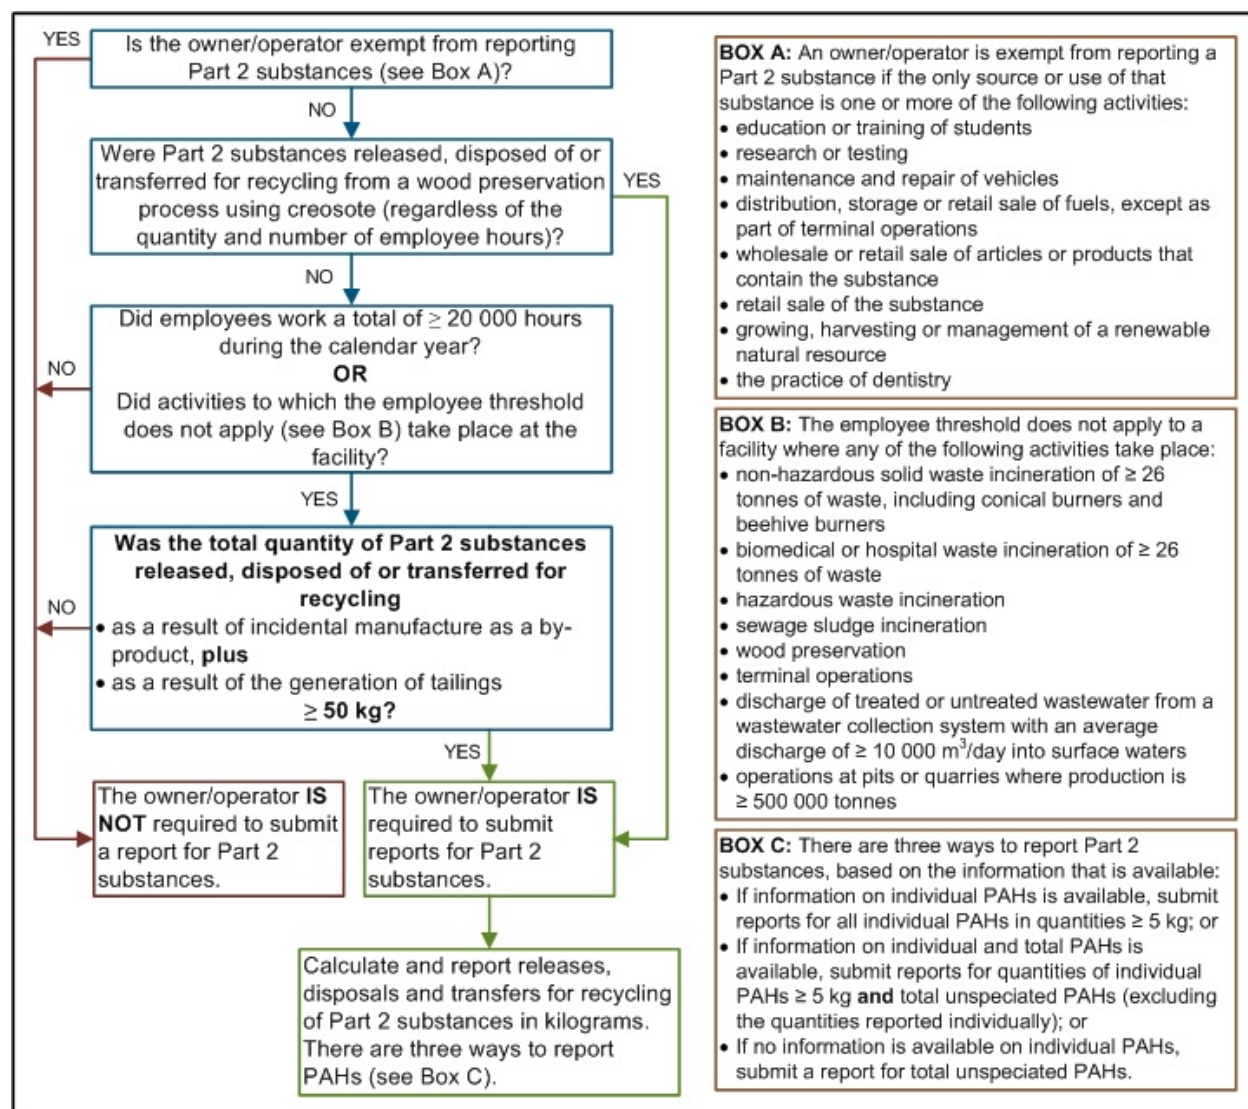 YES
Is the owner/operator exempt from reporting
Part 2 substances (see Box A)?
NO
Were Part 2 substances released, disposed of or
transferred for recycling from a wood preservation
process using creosote (regardless of the
quantity and number of employee hours)?
YES
NO
Did employees work a total of ≥ 20 000 hours
during the calendar year?
OR
Did activities to which the employee threshold
does not apply (see Box B) take place at the
facility?
NO
YES
Was the total quantity of Part 2 substances
released, disposed of or transferred for
recycling
• as a result of incidental manufacture as a by-
product, plus
• as a result of the generation of tailings
≥ 50 kg?
NO
YES
The owner/operator IS
NOT required to submit
a report for Part 2
substances.
The owner/operator IS
required to submit
reports for Part 2
substances.
Calculate and report releases,
disposals and transfers for recycling
of Part 2 substances in kilograms.
There are three ways to report
PAHs (see Box C).
BOX A: An owner/operator is exempt from reporting a
Part 2 substance if the only source or use of that
substance is one or more of the following activities:
• education or training of students
• research or testing
• maintenance and repair of vehicles
• distribution, storage or retail sale of fuels, except as
part of terminal operations
• wholesale or retail sale of articles or products that
contain the substance
• retail sale of the substance
• growing, harvesting or management of a renewable
natural resource
• the practice of dentistry
BOX B: The employee threshold does not apply to a
facility where any of the following activities take place:
• non-hazardous solid waste incineration of ≥ 26
tonnes of waste, including conical burners and
beehive burners
• biomedical or hospital waste incineration of ≥ 26
tonnes of waste
• hazardous waste incineration
• sewage sludge incineration
• wood preservation
• terminal operations
• discharge of treated or untreated wastewater from a
wastewater collection system with an average
discharge of ≥ 10 000 m³/day into surface waters
• operations at pits or quarries where production is
≥ 500 000 tonnes
BOX C: There are three ways to report Part 2
substances, based on the information that is available:
• If information on individual PAHs is available, submit
reports for all individual PAHs in quantities ≥ 5 kg; or
• If information on individual and total PAHs is
available, submit reports for quantities of individual
PAHs ≥ 5 kg and total unspeciated PAHs (excluding
the quantities reported individually); or
• If no information is available on individual PAHs,
submit a report for total unspeciated PAHs.